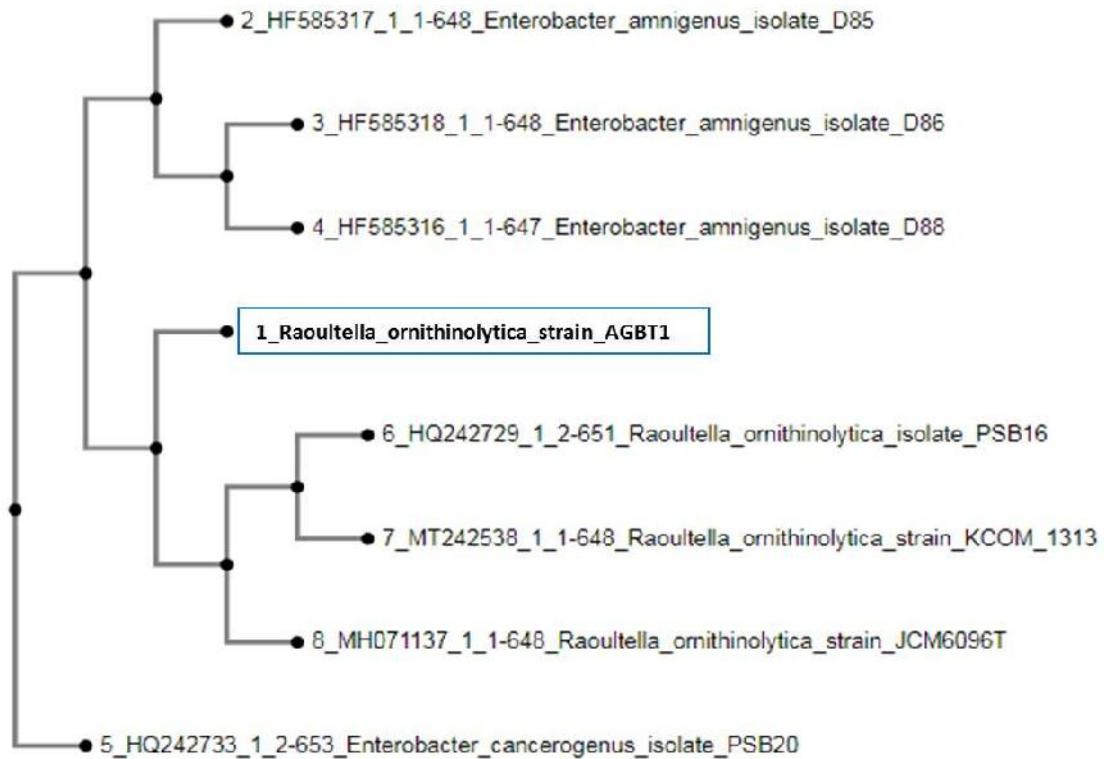 2_HF585317_1_1-648_Enterobacter_amnigenus_isolate_D85
3_HF585318_1_1-648_Enterobacter_amnigenus_isolate_D86
4_HF585316_1_1-647_Enterobacter_amnigenus_isolate_D88
1_Raoultella_ornithinolytica_strain_AGBT1
6_HQ242729_1_2-651_Raoultella_ornithinolytica_isolate_PSB16
7_MT242538_1_1-648_Raoultella_ornithinolytica_strain_KCOM_1313
8_MH071137_1_1-648_Raoultella_ornithinolytica_strain_JCM6096T
5_HQ242733_1_2-653_Enterobacter_cancerogenus_isolate_PSB20